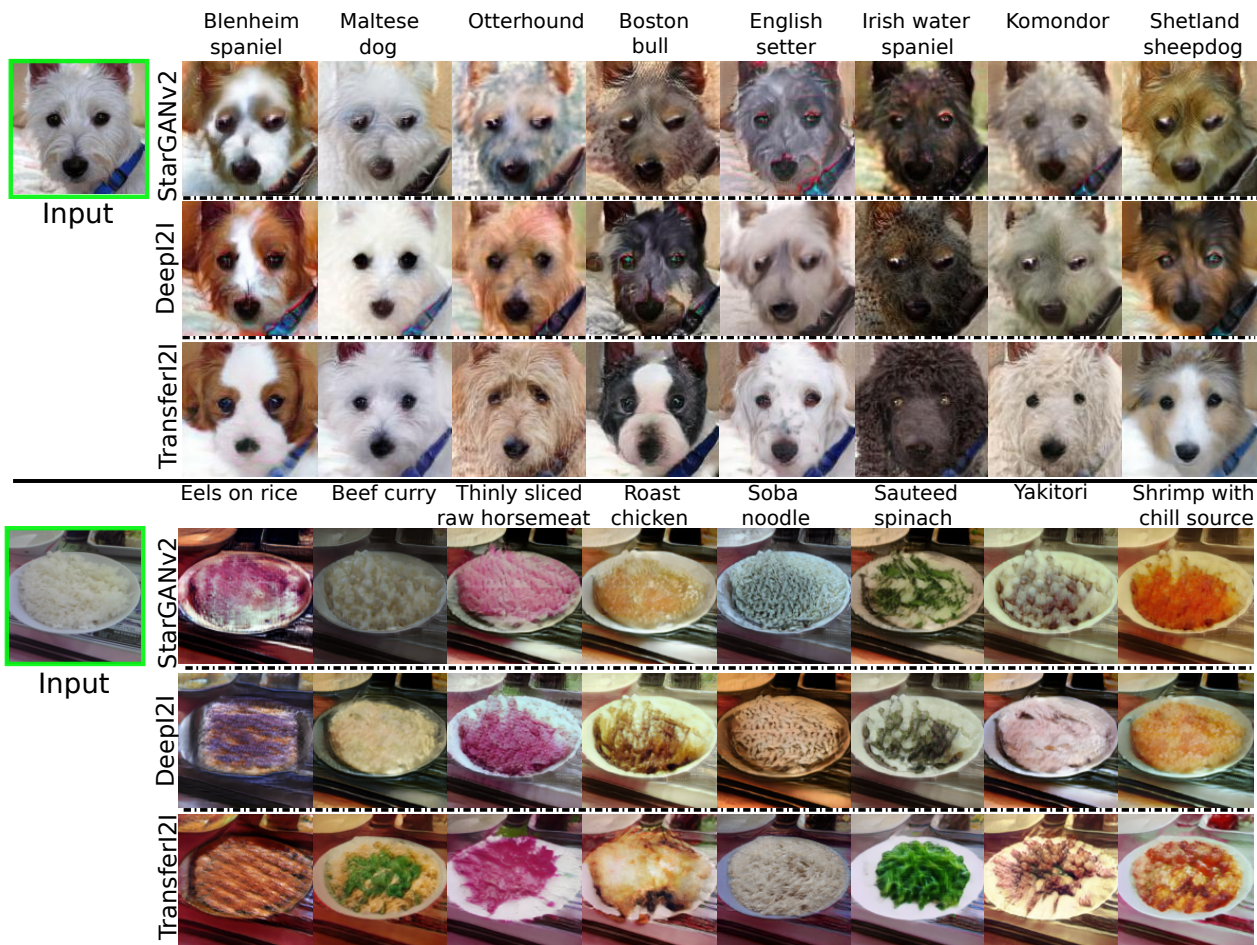 Blenheim spaniel
Maltese dog
Otterhound
Boston bull
English setter
Irish water spaniel
Komondor
Shetland sheepdog
Input
StarGANv2
DeepI2I
TransferI2I
Eels on rice
Beef curry
Thinly sliced raw horsemeat
Roast chicken
Soba noodle
Sauteed spinach
Yakitori
Shrimp with chill source
Input
StarGANv2
DeepI2I
TransferI2I